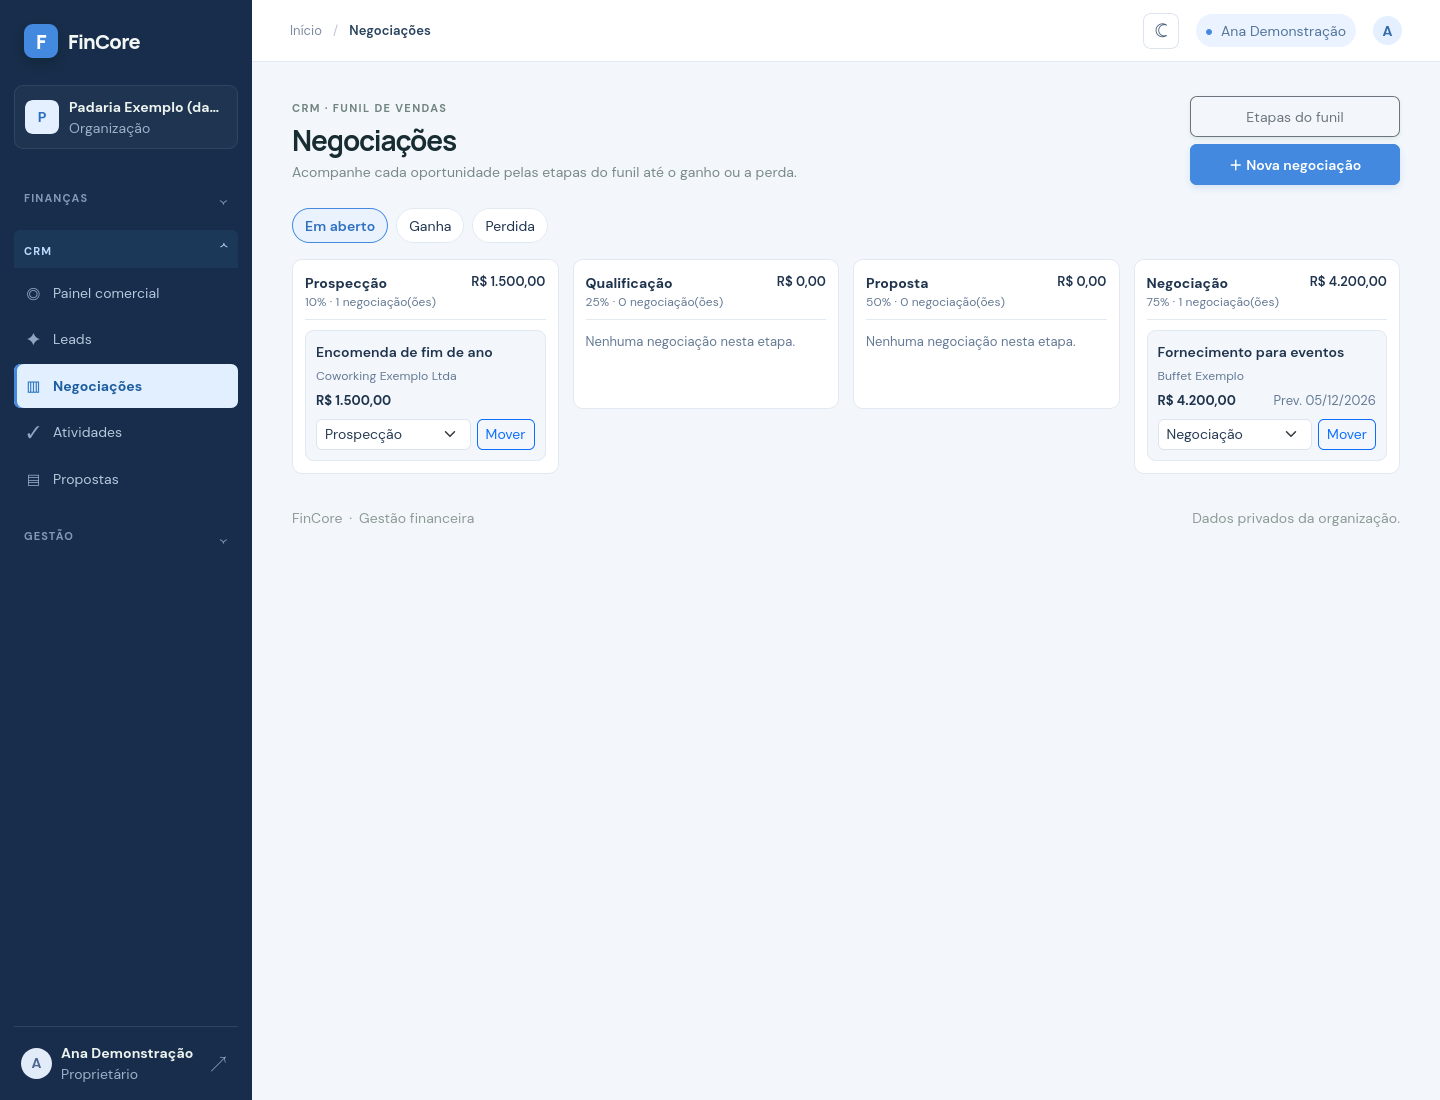 F FinCore
P Padaria Exemplo (da...
Organização
FINANÇAS
CRM
Painel comercial
Leads
Negociações
Atividades
Propostas
GESTÃO
A Ana Demonstração
Proprietário
Início / Negociações
Ana Demonstração
A
CRM · FUNIL DE VENDAS
Negociações
Acompanhe cada oportunidade pelas etapas do funil até o ganho ou a perda.
Etapas do funil
+ Nova negociação
Em aberto
Ganha
Perdida
Prospecção R$ 1.500,00
10% · 1 negociação(ões)
Encomenda de fim de ano
Coworking Exemplo Ltda
R$ 1.500,00
Prospecção Mover
Qualificação R$ 0,00
25% · 0 negociação(ões)
Nenhuma negociação nesta etapa.
Proposta R$ 0,00
50% · 0 negociação(ões)
Nenhuma negociação nesta etapa.
Negociação R$ 4.200,00
75% · 1 negociação(ões)
Fornecimento para eventos
Buffet Exemplo
R$ 4.200,00 Prev. 05/12/2026
Negociação Mover
FinCore · Gestão financeira
Dados privados da organização.